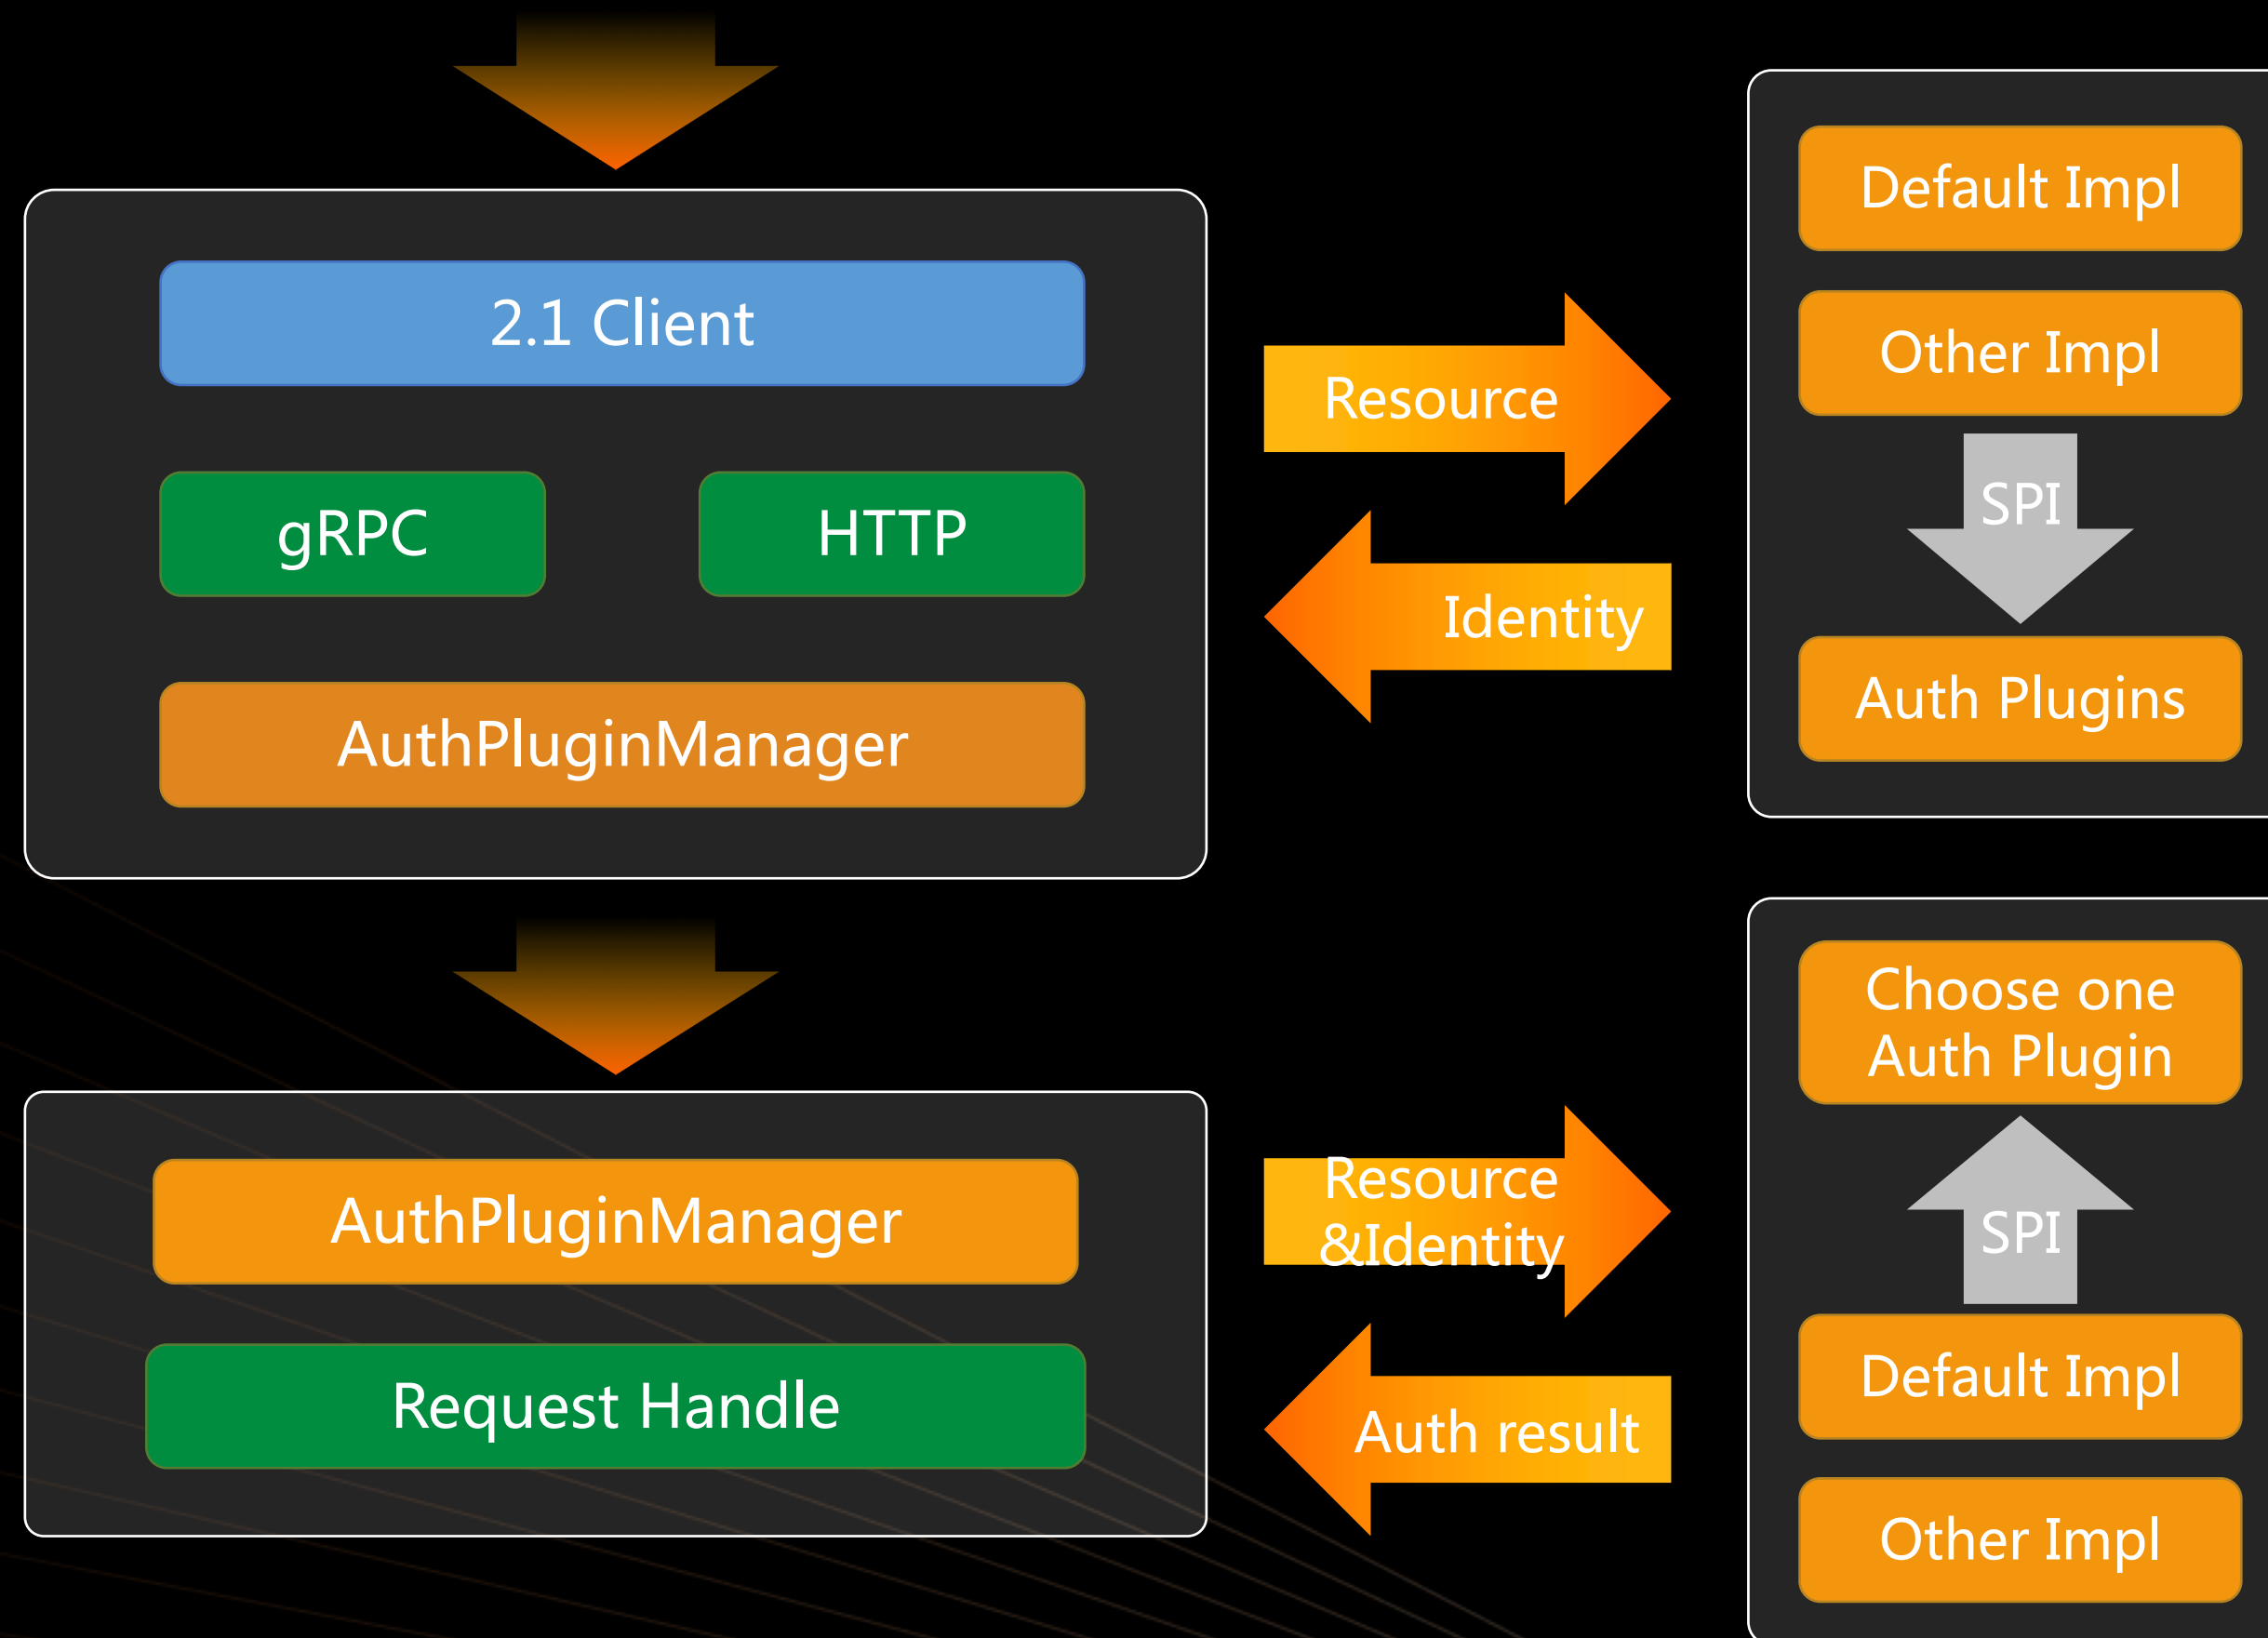 2.1 Client
gRPC
HTTP
AuthPluginManager
Resource
Identity
Default Impl
Other Impl
SPI
Auth Plugins
AuthPluginManager
Request Handle
Resource
&Identity
Auth result
Choose one
Auth Plugin
SPI
Default Impl
Other Impl